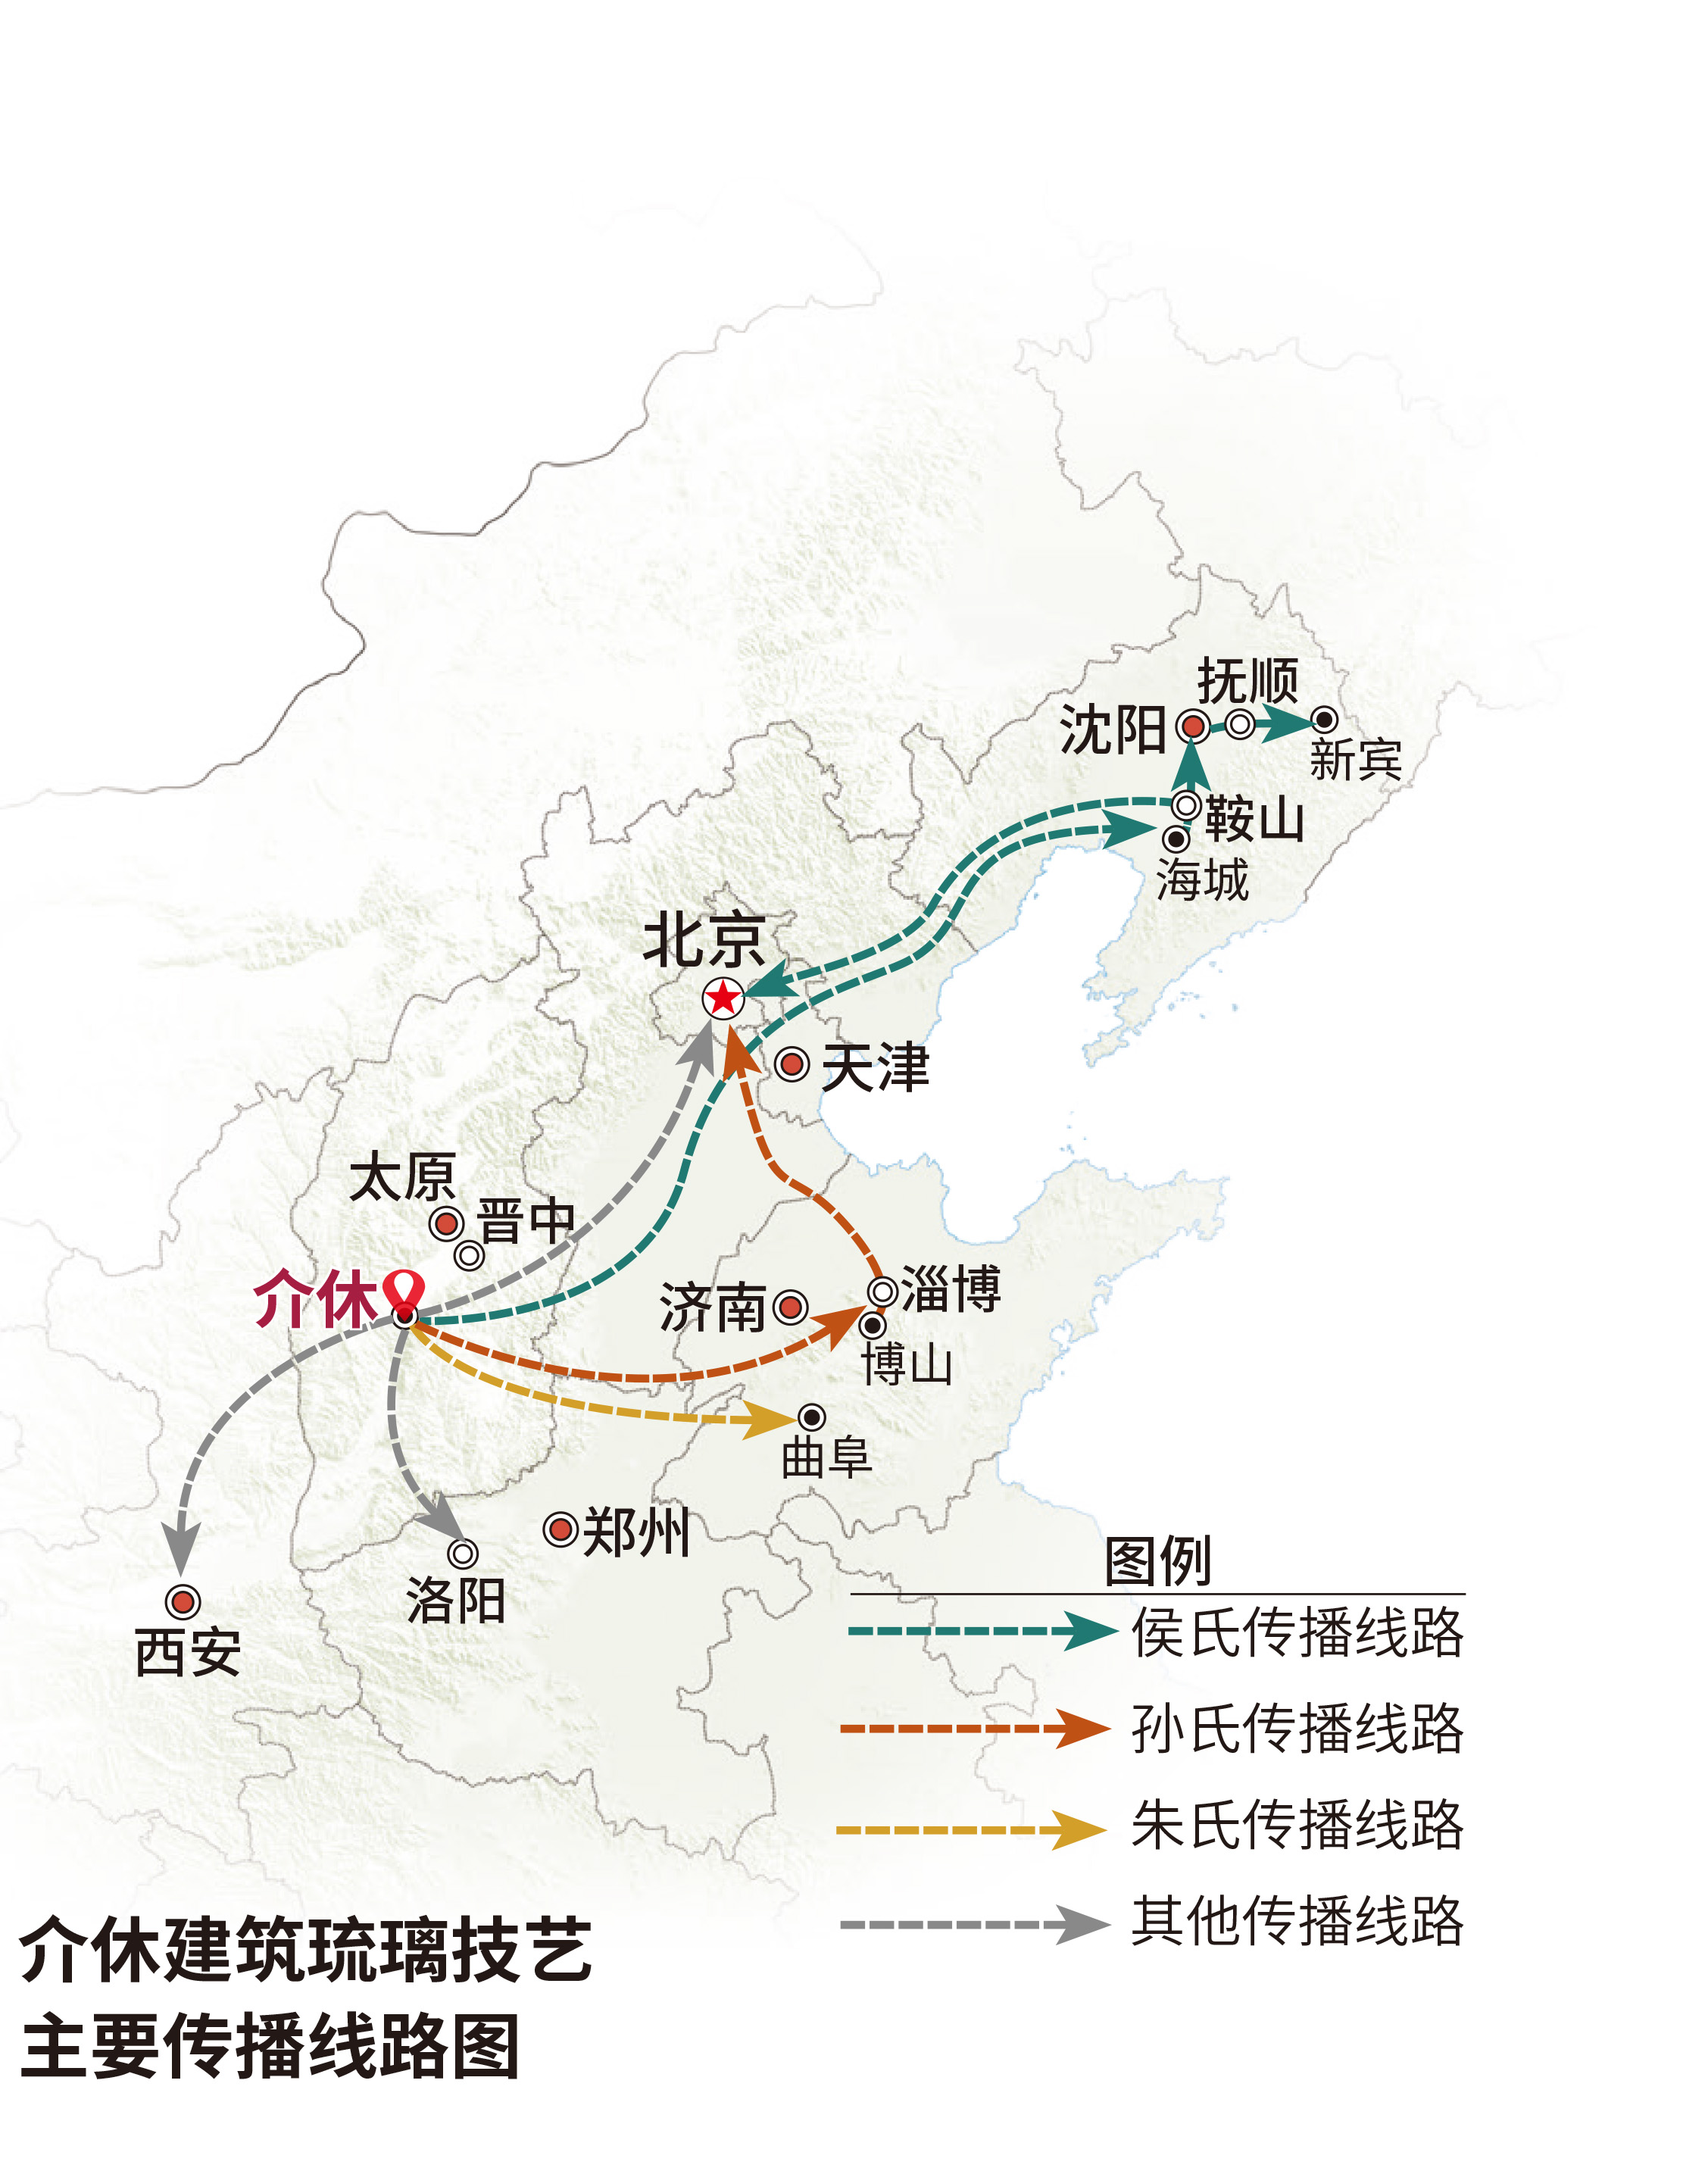 抚顺
沈阳
新宾
鞍山
海城
北京
天津
太原
晋中
介休
济南
淄博
博山
曲阜
郑州
洛阳
西安
图例
侯氏传播线路
孙氏传播线路
朱氏传播线路
其他传播线路
介休建筑琉璃技艺
主要传播线路图